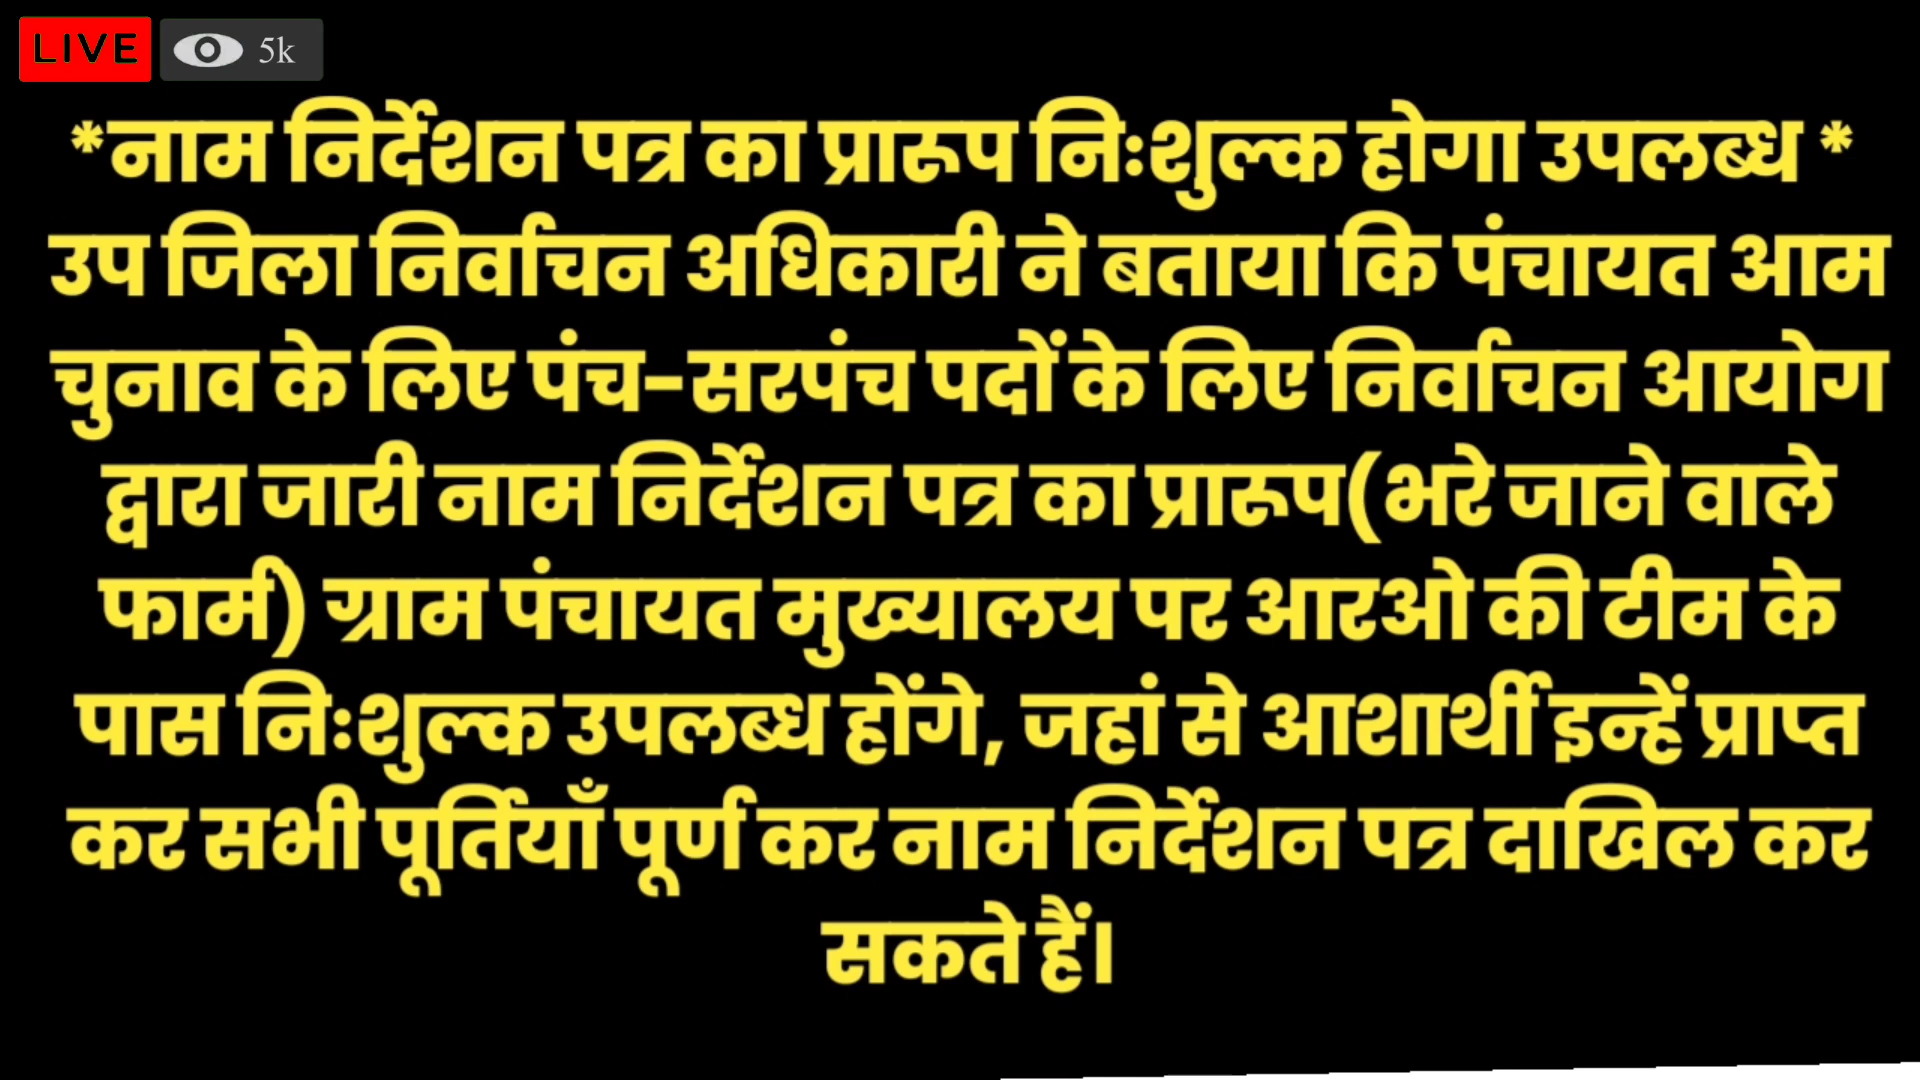 LIVE 5k
*नाम निर्देशन पत्र का प्रारूप निःशुल्क होगा उपलब्ध *
उप जिला निर्वाचन अधिकारी ने बताया कि पंचायत आम
चुनाव के लिए पंच-सरपंच पदों के लिए निर्वाचन आयोग
द्वारा जारी नाम निर्देशन पत्र का प्रारूप(भरे जाने वाले
फार्म) ग्राम पंचायत मुख्यालय पर आरओ की टीम के
पास निःशुल्क उपलब्ध होंगे, जहां से आशार्थी इन्हें प्राप्त
कर सभी पूर्तियाँ पूर्ण कर नाम निर्देशन पत्र दाखिल कर
सकते हैं।